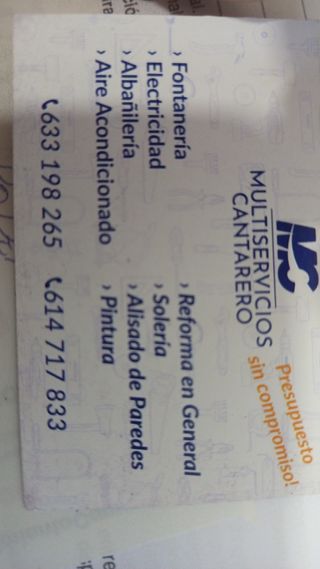 MS
MULTISERVICIOS
CANTARERO
Presupuesto
sin compromiso!
› Fontanería
› Electricidad
› Albañilería
› Aire Acondicionado
› Reforma en General
› Solería
› Alisado de Paredes
› Pintura
633 198 265
614 717 833